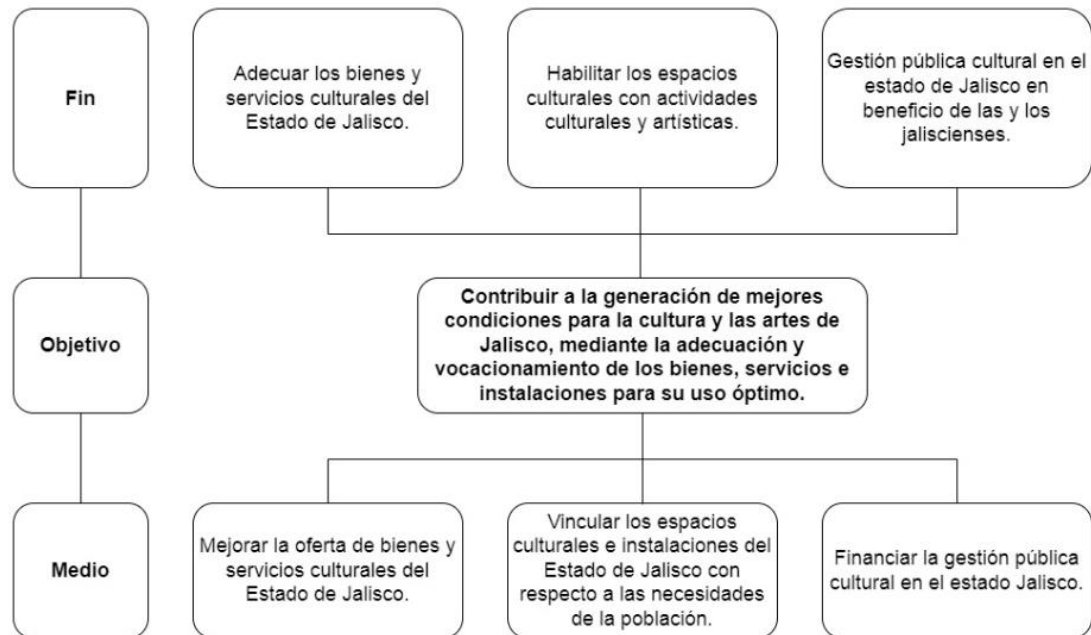 Fin
Adecuar los bienes y
servicios culturales del
Estado de Jalisco.
Habilitar los espacios
culturales con actividades
culturales y artísticas.
Gestión pública cultural en el
estado de Jalisco en
beneficio de las y los
jaliscienses.
Objetivo
Contribuir a la generación de mejores
condiciones para la cultura y las artes de
Jalisco, mediante la adecuación y
vocacionamiento de los bienes, servicios e
instalaciones para su uso óptimo.
Medio
Mejorar la oferta de bienes y
servicios culturales del
Estado de Jalisco.
Vincular los espacios
culturales e instalaciones del
Estado de Jalisco con
respecto a las necesidades
de la población.
Financiar la gestión pública
cultural en el estado Jalisco.